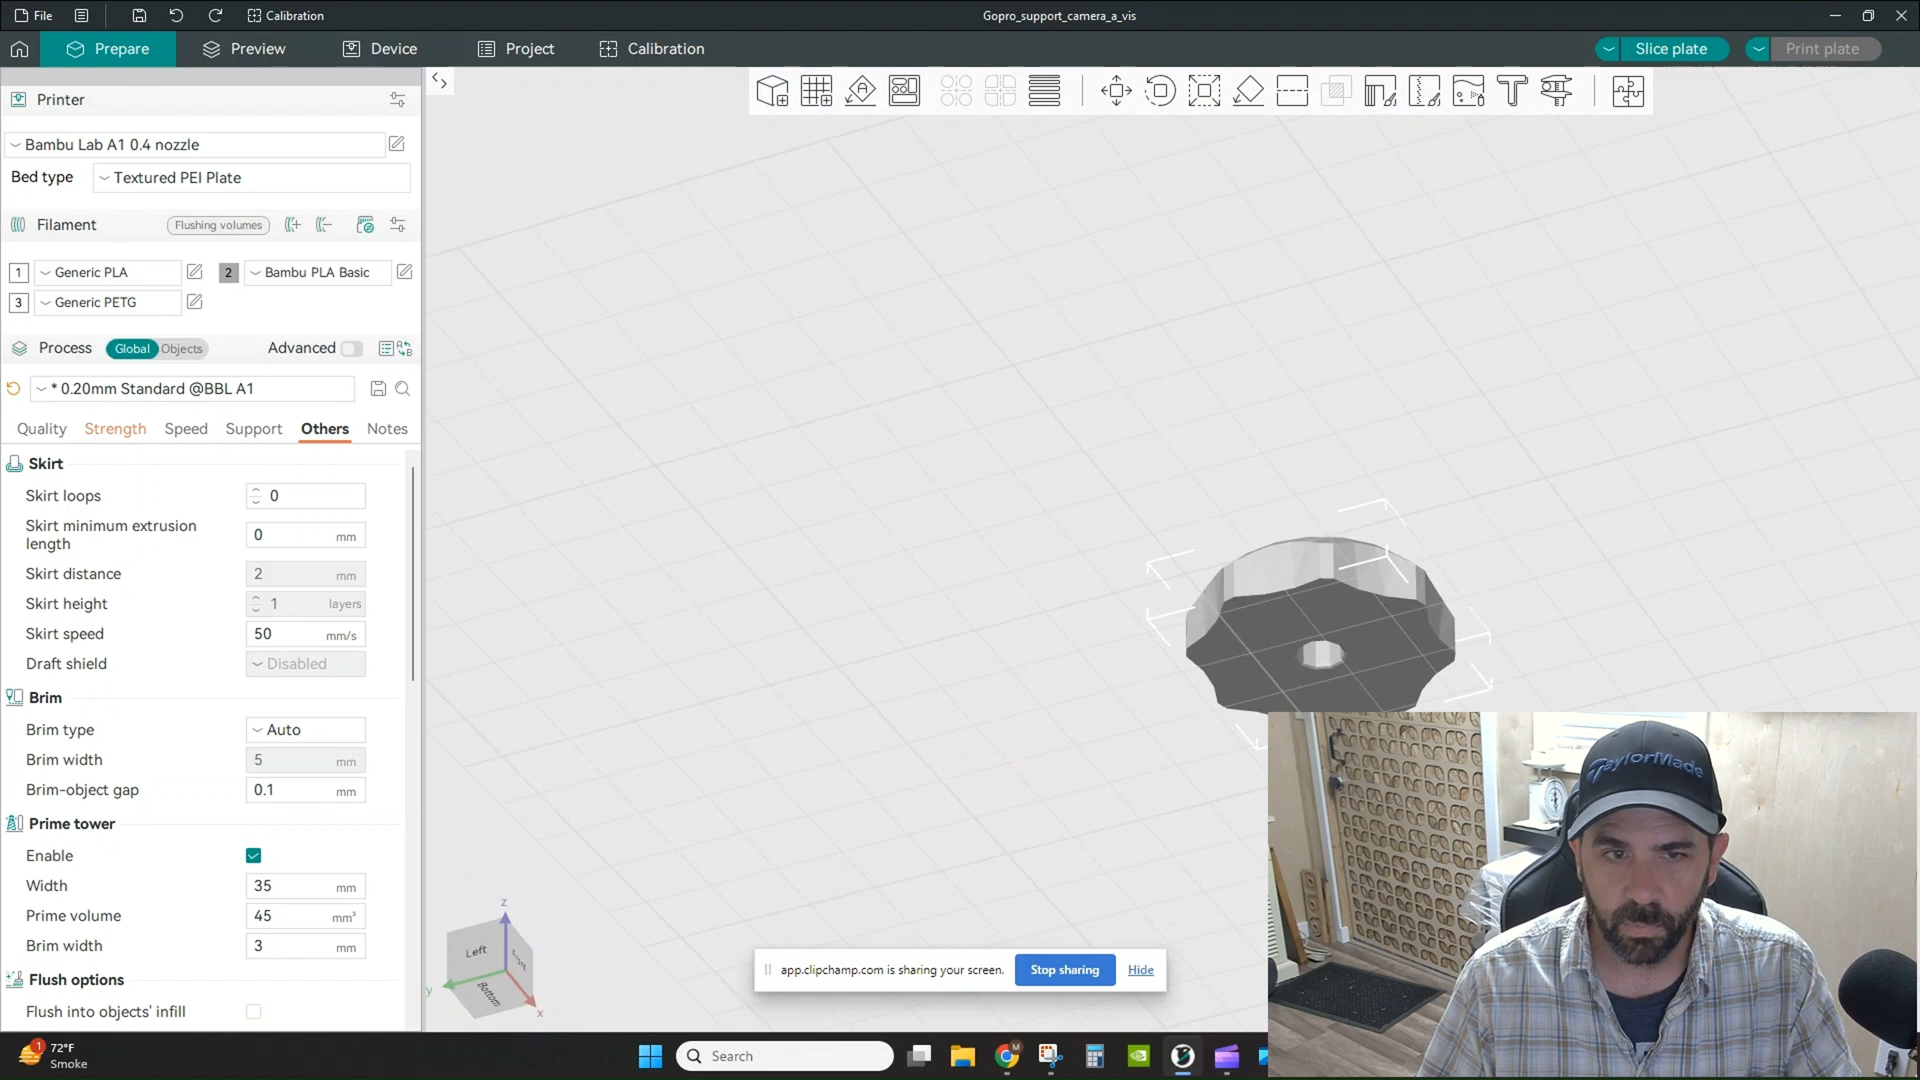 File
Calibration
Gopro_support_camera_a_vis
Prepare
Preview
Device
Project
Calibration
Slice plate
Print plate
Printer
Bambu Lab A1 0.4 nozzle
Bed type
Textured PEI Plate
Filament
Flushing volumes
1 Generic PLA
2 Bambu PLA Basic
3 Generic PETG
Process
Global Objects
Advanced
* 0.20mm Standard @BBL A1
Quality Strength Speed Support Others Notes
Skirt
Skirt loops 0
Skirt minimum extrusion
length
0 mm
Skirt distance 2 mm
Skirt height 1 layers
Skirt speed 50 mm/s
Draft shield Disabled
Brim
Brim type Auto
Brim width 5 mm
Brim-object gap 0.1 mm
Prime tower
Enable
Width 35 mm
Prime volume 45 mm³
Brim width 3 mm
Flush options
Flush into objects' infill
z
Left
Front
Bottom
y
x
app.clipchamp.com is sharing your screen.
Stop sharing
Hide
TaylorMade
1
72°F
Smoke
Search
M